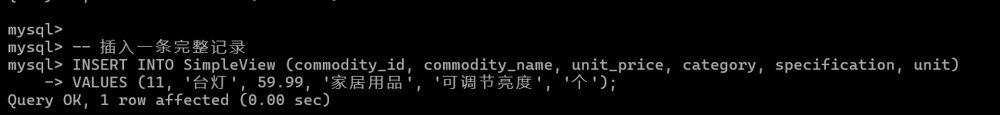 mysql>
mysql> -- 插入一条完整记录
mysql> INSERT INTO SimpleView (commodity_id, commodity_name, unit_price, category, specification, unit)
    -> VALUES (11, '台灯', 59.99, '家居用品', '可调节亮度', '个');
Query OK, 1 row affected (0.00 sec)